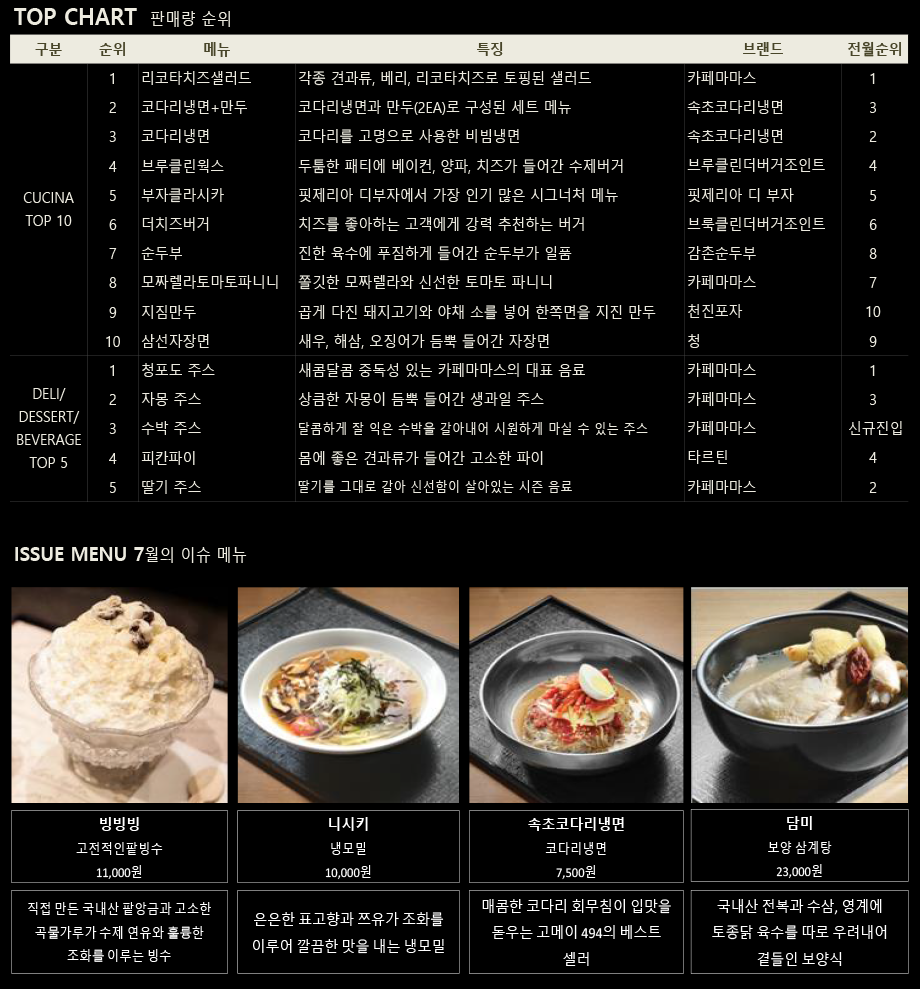 TOP CHART 판매량 순위
구분 순위 메뉴 특징 브랜드 전월순위
CUCINA
TOP 10
1 리코타치즈샐러드 각종 견과류, 베리, 리코타치즈로 토핑된 샐러드 카페마마스 1
2 코다리냉면+만두 코다리냉면과 만두(2EA)로 구성된 세트 메뉴 속초코다리냉면 3
3 코다리냉면 코다리를 고명으로 사용한 비빔냉면 속초코다리냉면 2
4 브루클린웍스 두툼한 패티에 베이컨, 양파, 치즈가 들어간 수제버거 브루클린더버거조인트 4
5 부자클라시카 핏제리아 디부자에서 가장 인기 많은 시그너처 메뉴 핏제리아 디 부자 5
6 더치즈버거 치즈를 좋아하는 고객에게 강력 추천하는 버거 브룩클린더버거조인트 6
7 순두부 진한 육수에 푸짐하게 들어간 순두부가 일품 감촌순두부 8
8 모짜렐라토마토파니니 쫄깃한 모짜렐라와 신선한 토마토 파니니 카페마마스 7
9 지짐만두 곱게 다진 돼지고기와 야채 소를 넣어 한쪽면을 지진 만두 천진포자 10
10 삼선자장면 새우, 해삼, 오징어가 듬뿍 들어간 자장면 청 9
DELI/
DESSERT/
BEVERAGE
TOP 5
1 청포도 주스 새콤달콤 중독성 있는 카페마마스의 대표 음료 카페마마스 1
2 자몽 주스 상큼한 자몽이 듬뿍 들어간 생과일 주스 카페마마스 3
3 수박 주스 달콤하게 잘 익은 수박을 갈아내어 시원하게 마실 수 있는 주스 카페마마스 신규진입
4 피칸파이 몸에 좋은 견과류가 들어간 고소한 파이 타르틴 4
5 딸기 주스 딸기를 그대로 갈아 신선함이 살아있는 시즌 음료 카페마마스 2
ISSUE MENU 7월의 이슈 메뉴
빙빙빙
고전적인팥빙수
11,000원
직접 만든 국내산 팥앙금과 고소한
곡물가루가 수제 연유와 훌륭한
조화를 이루는 빙수
니시키
냉모밀
10,000원
은은한 표고향과 쯔유가 조화를
이루어 깔끔한 맛을 내는 냉모밀
속초코다리냉면
코다리냉면
7,500원
매콤한 코다리 회무침이 입맛을
돋우는 고메이 494의 베스트
셀러
담미
보양 삼계탕
23,000원
국내산 전복과 수삼, 영계에
토종닭 육수를 따로 우려내어
곁들인 보양식